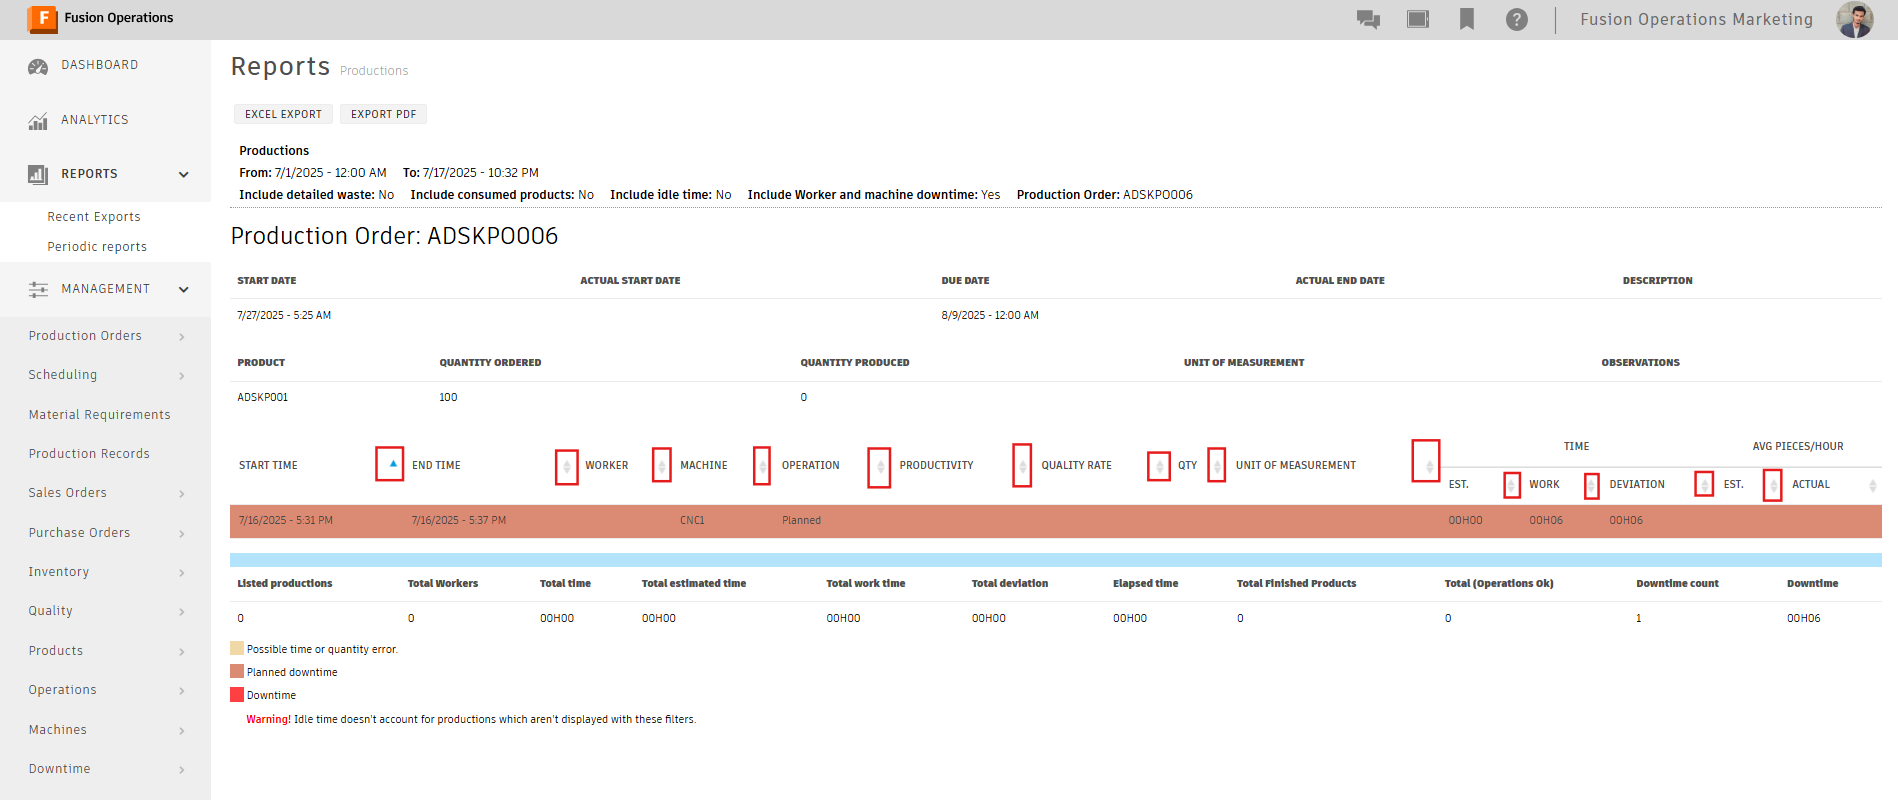 F Fusion Operations
Fusion Operations Marketing
DASHBOARD
ANALYTICS
REPORTS
Recent Exports
Periodic reports
MANAGEMENT
Production Orders
Scheduling
Material Requirements
Production Records
Sales Orders
Purchase Orders
Inventory
Quality
Products
Operations
Machines
Downtime
Reports Productions
EXCEL EXPORT EXPORT PDF
Productions
From: 7/1/2025 - 12:00 AM To: 7/17/2025 - 10:32 PM
Include detailed waste: No Include consumed products: No Include idle time: No Include Worker and machine downtime: Yes Production Order: ADSKPO006
Production Order: ADSKPO006
START DATE ACTUAL START DATE DUE DATE ACTUAL END DATE DESCRIPTION
7/27/2025 - 5:25 AM 8/9/2025 - 12:00 AM
PRODUCT QUANTITY ORDERED QUANTITY PRODUCED UNIT OF MEASUREMENT OBSERVATIONS
ADSKP001 100 0
TIME AVG PIECES/HOUR
START TIME END TIME WORKER MACHINE OPERATION PRODUCTIVITY QUALITY RATE QTY UNIT OF MEASUREMENT
EST. WORK DEVIATION EST. ACTUAL
7/16/2025 - 5:31 PM 7/16/2025 - 5:37 PM CNC1 Planned 00H00 00H06 00H06
Listed productions Total Workers Total time Total estimated time Total work time Total deviation Elapsed time Total Finished Products Total (Operations Ok) Downtime count Downtime
0 0 00H00 00H00 00H00 00H00 00H00 0 0 1 00H06
Possible time or quantity error.
Planned downtime
Downtime
Warning! Idle time doesn't account for productions which aren't displayed with these filters.